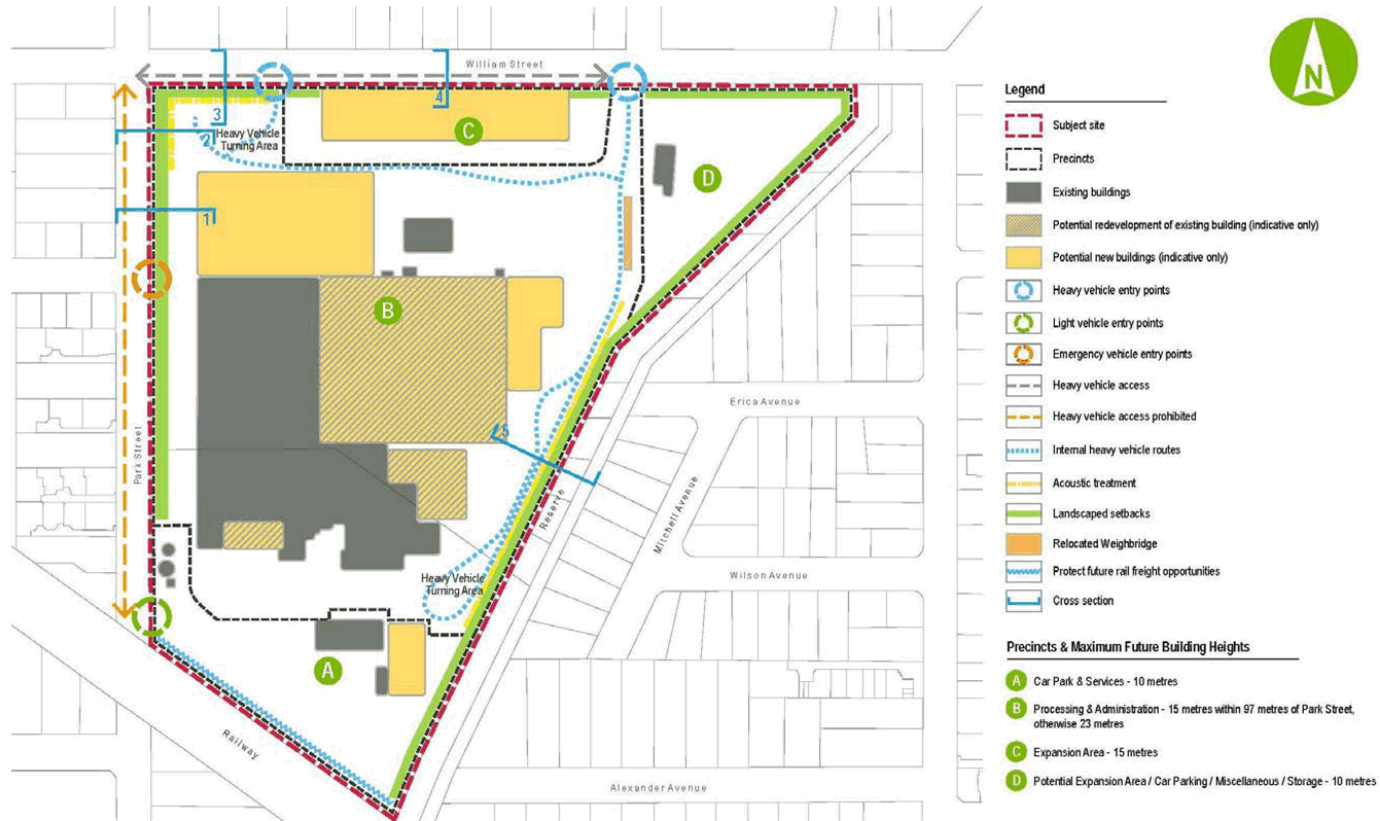 William Street
N
3
4
2
Heavy Vehicle
Turning Area
C
D
1
B
Park Street
5
Erica Avenue
Reserve
Mitchell Avenue
Wilson Avenue
Heavy Vehicle
Turning Area
A
Railway
Alexander Avenue
Legend
Subject site
Precincts
Existing buildings
Potential redevelopment of existing building (indicative only)
Potential new buildings (indicative only)
Heavy vehicle entry points
Light vehicle entry points
Emergency vehicle entry points
Heavy vehicle access
Heavy vehicle access prohibited
Internal heavy vehicle routes
Acoustic treatment
Landscaped setbacks
Relocated Weighbridge
Protect future rail freight opportunities
Cross section
Precincts & Maximum Future Building Heights
A Car Park & Services - 10 metres
B Processing & Administration - 15 metres within 97 metres of Park Street,
otherwise 23 metres
C Expansion Area - 15 metres
D Potential Expansion Area / Car Parking / Miscellaneous / Storage - 10 metres